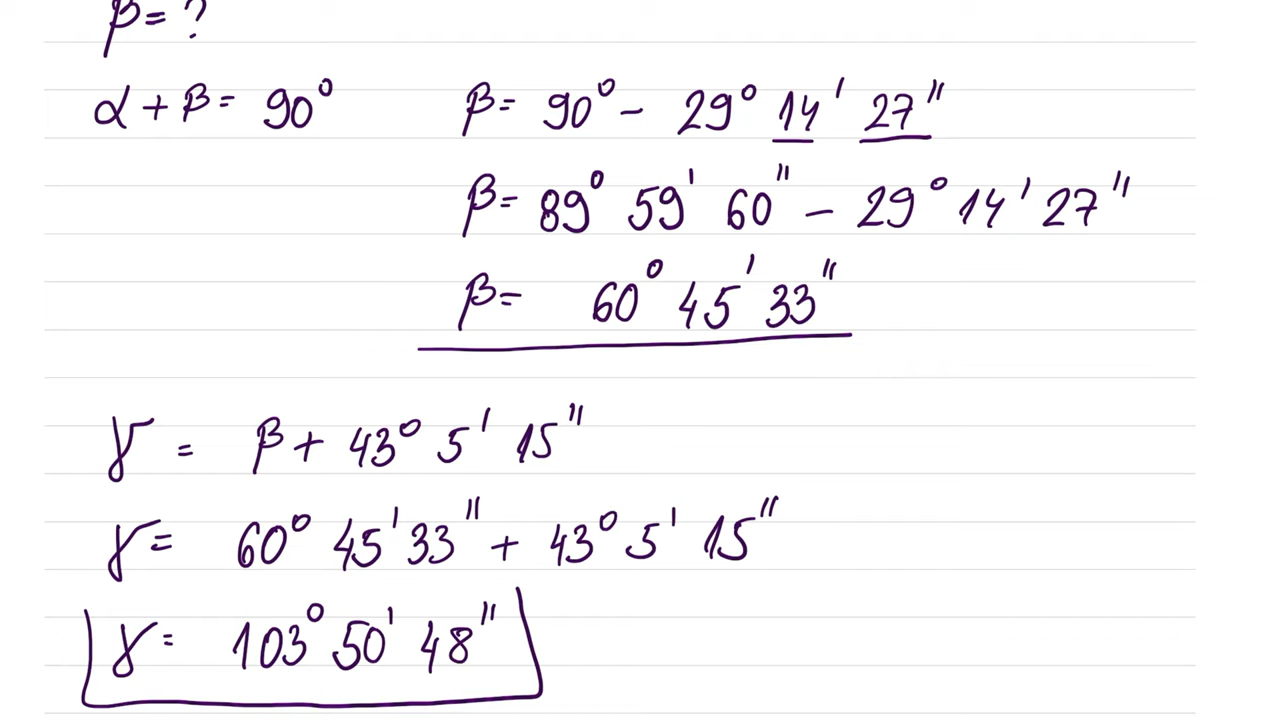 β = ?
α + β = 90° β = 90° - 29° 14' 27"
β = 89° 59' 60" - 29° 14' 27"
β = 60° 45' 33"
γ = β + 43° 5' 15"
γ = 60° 45' 33" + 43° 5' 15"
γ = 103° 50' 48"